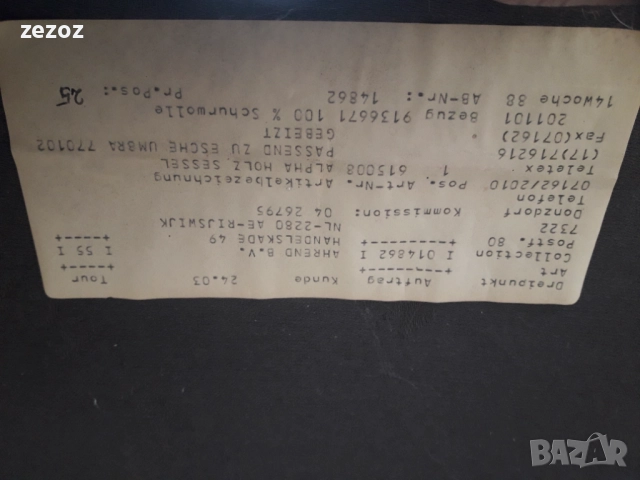 zezoz
Dreipunkt Auftrag Kunde 24.03 Tour
Art +--------+ +----+
Collection I 014862 I AHREND B.V. I 55 I
Postf. 80 +--------+ HANDELSKADE 49 +----+
7322 NL-2280 AE-RIJSWIJK
Donzdorf Kommission: 04 26795
Telefon
07162/2010 Pos. Art-Nr. Artikelbezeichnung
Teletex 1 615008 ALPHA HOLZ SESSEL
(17)716216 PASSEND ZU ESCHE UMBRA 770102
Fax(07162) GEBEIZT
201101 Bezug 9136671 100 % Schurwolle
14Woche 88 AB-Nr.: 14862 Pr.Pos.: 25
BAZAR